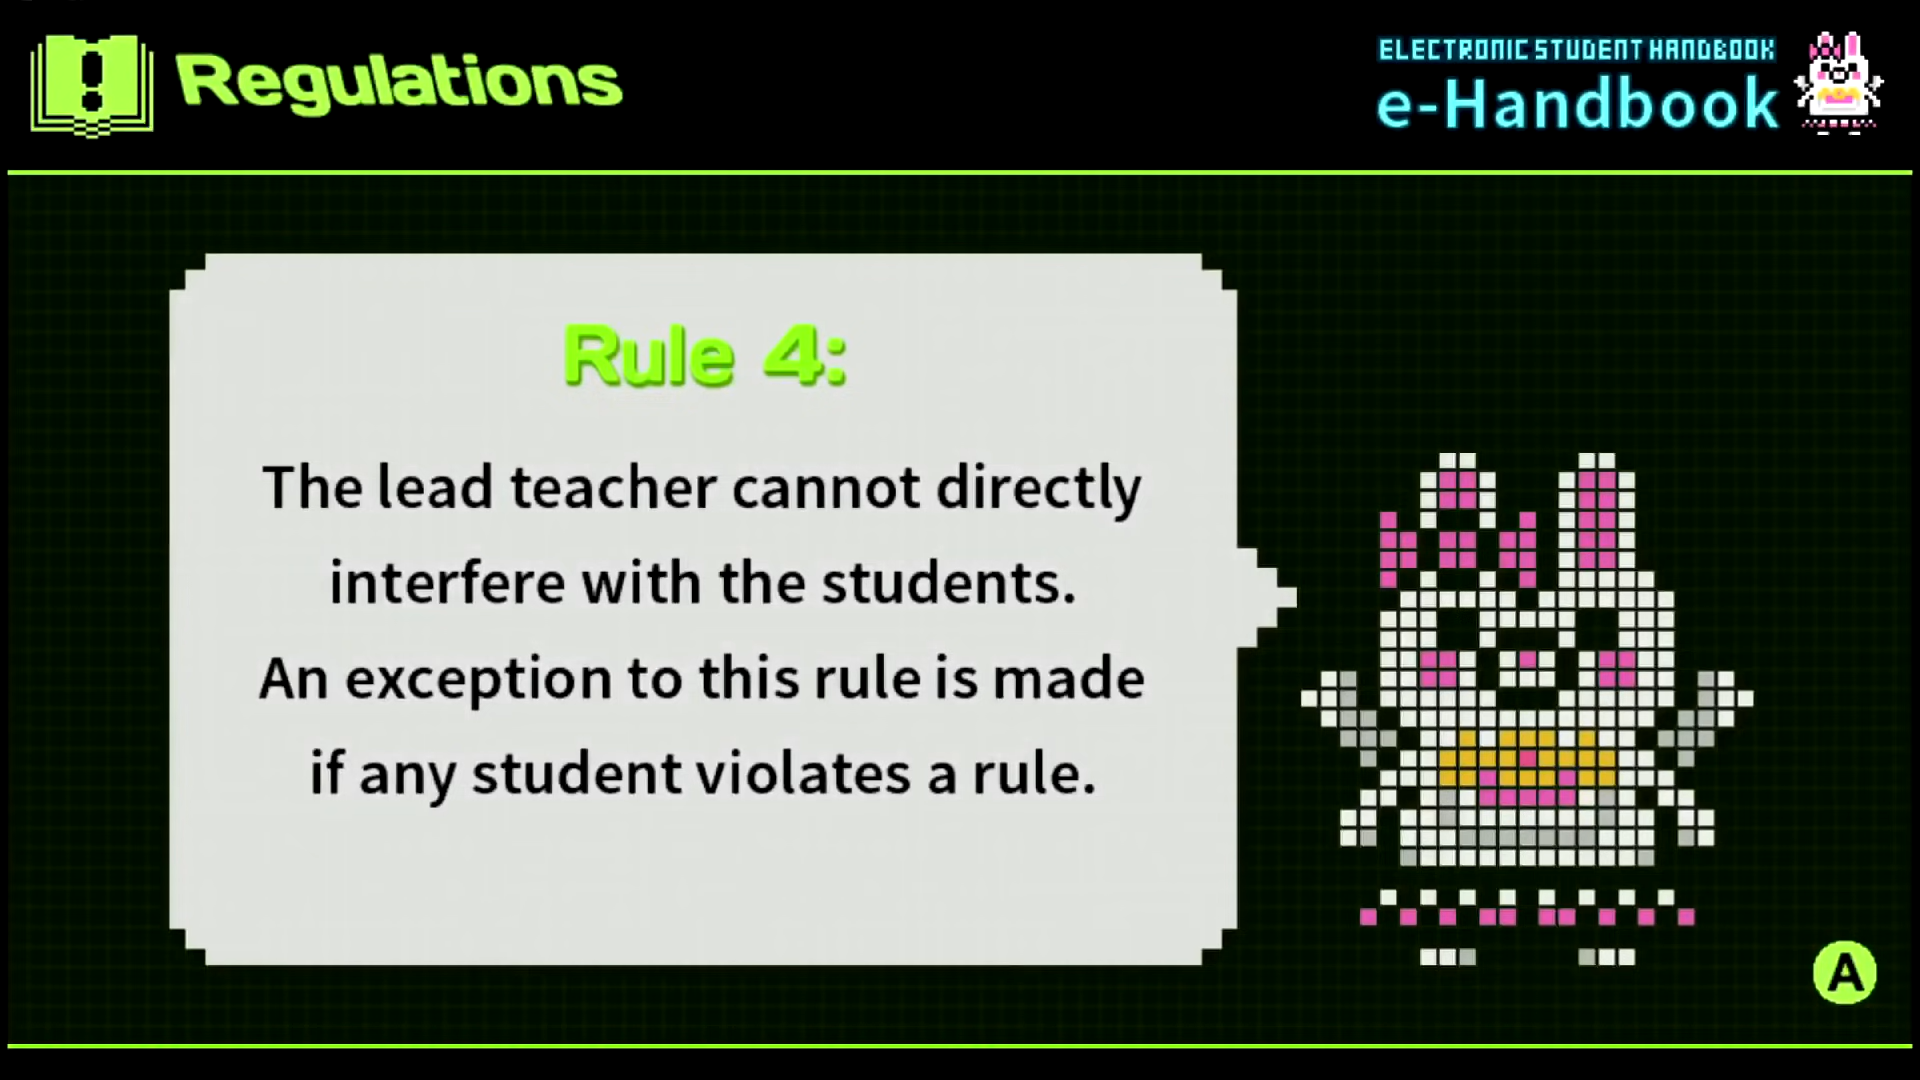 Regulations
ELECTRONIC STUDENT HANDBOOK
e-Handbook
Rule 4:
The lead teacher cannot directly
interfere with the students.
An exception to this rule is made
if any student violates a rule.
A